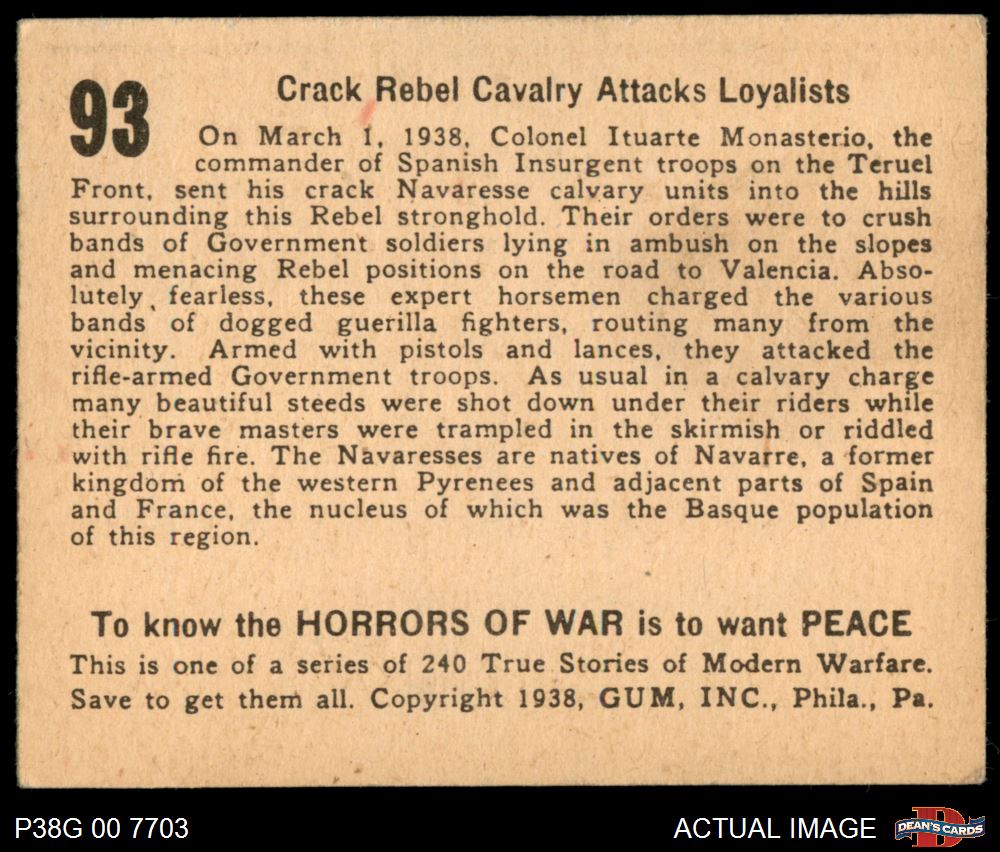 93
Crack Rebel Cavalry Attacks Loyalists
On March 1, 1938, Colonel Ituarte Monasterio, the
commander of Spanish Insurgent troops on the Teruel
Front, sent his crack Navaresse calvary units into the hills
surrounding this Rebel stronghold. Their orders were to crush
bands of Government soldiers lying in ambush on the slopes
and menacing Rebel positions on the road to Valencia. Abso-
lutely fearless, these expert horsemen charged the various
bands of dogged guerilla fighters, routing many from the
vicinity. Armed with pistols and lances, they attacked the
rifle-armed Government troops. As usual in a calvary charge
many beautiful steeds were shot down under their riders while
their brave masters were trampled in the skirmish or riddled
with rifle fire. The Navaresses are natives of Navarre, a former
kingdom of the western Pyrenees and adjacent parts of Spain
and France, the nucleus of which was the Basque population
of this region.
To know the HORRORS OF WAR is to want PEACE
This is one of a series of 240 True Stories of Modern Warfare.
Save to get them all. Copyright 1938, GUM, INC., Phila., Pa.
P38G 00 7703
ACTUAL IMAGE
D
DEAN'S CARDS